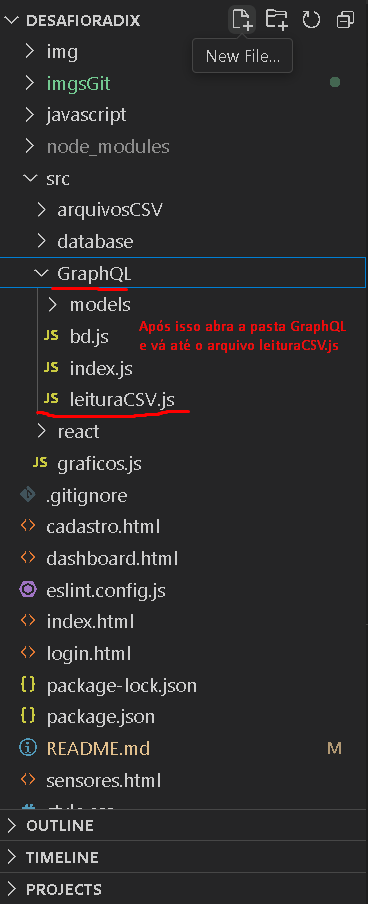 DESAFIORADIX
New File...
img
imgsGit
javascript
node_modules
src
arquivosCSV
database
GraphQL
models
JS bd.js
Após isso abra a pasta GraphQL
e vá até o arquivo leituraCSV.js
JS index.js
JS leituraCSV.js
react
JS graficos.js
.gitignore
<> cadastro.html
<> dashboard.html
eslint.config.js
<> index.html
<> login.html
{} package-lock.json
{} package.json
README.md M
<> sensores.html
# style.css
OUTLINE
TIMELINE
PROJECTS